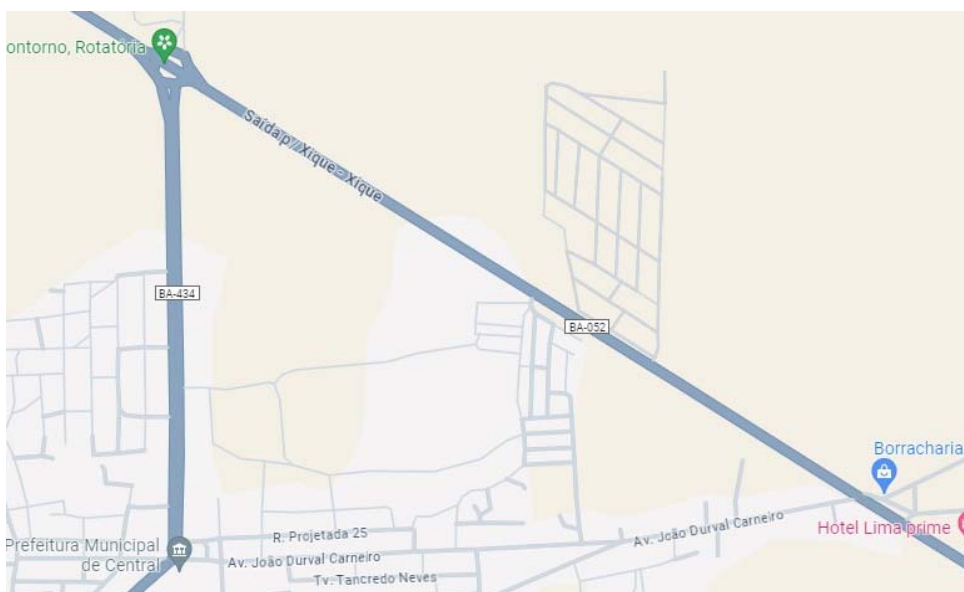 ontorno, Rotatória
Saída p/ Xique - Xique
BA-434
BA-052
Borracharia
Hotel Lima prime
Av. João Durval Carneiro
R. Projetada 25
Prefeitura Municipal
de Central
Av. João Durval Carneiro
Tv. Tancredo Neves